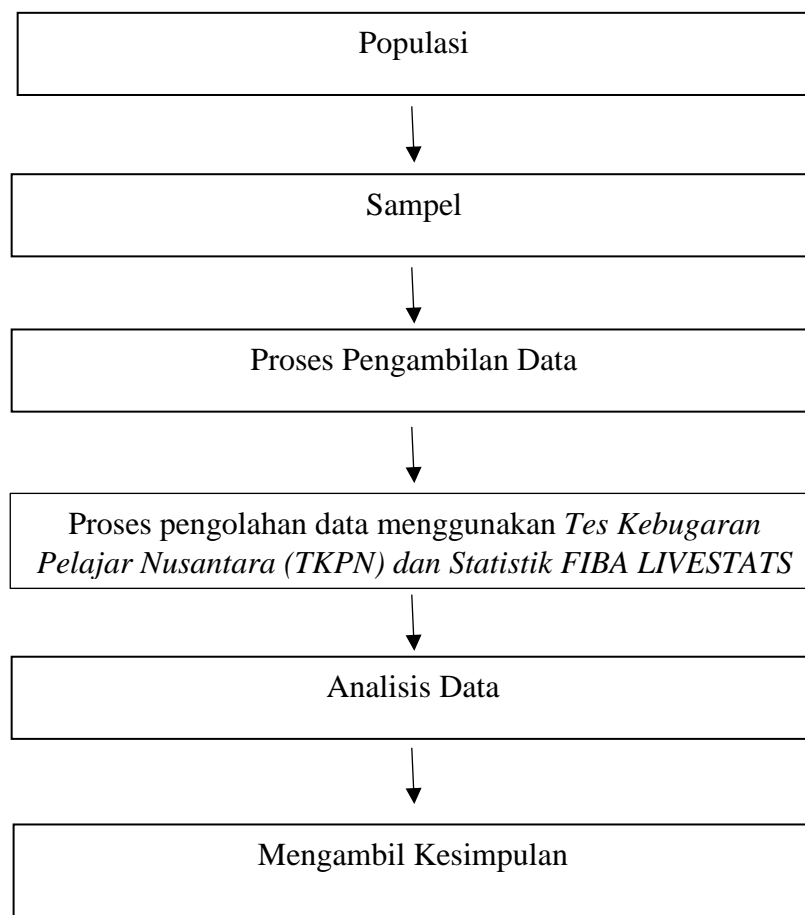 Populasi
Sampel
Proses Pengambilan Data
Proses pengolahan data menggunakan Tes Kebugaran
Pelajar Nusantara (TKPN) dan Statistik FIBA LIVESTATS
Analisis Data
Mengambil Kesimpulan